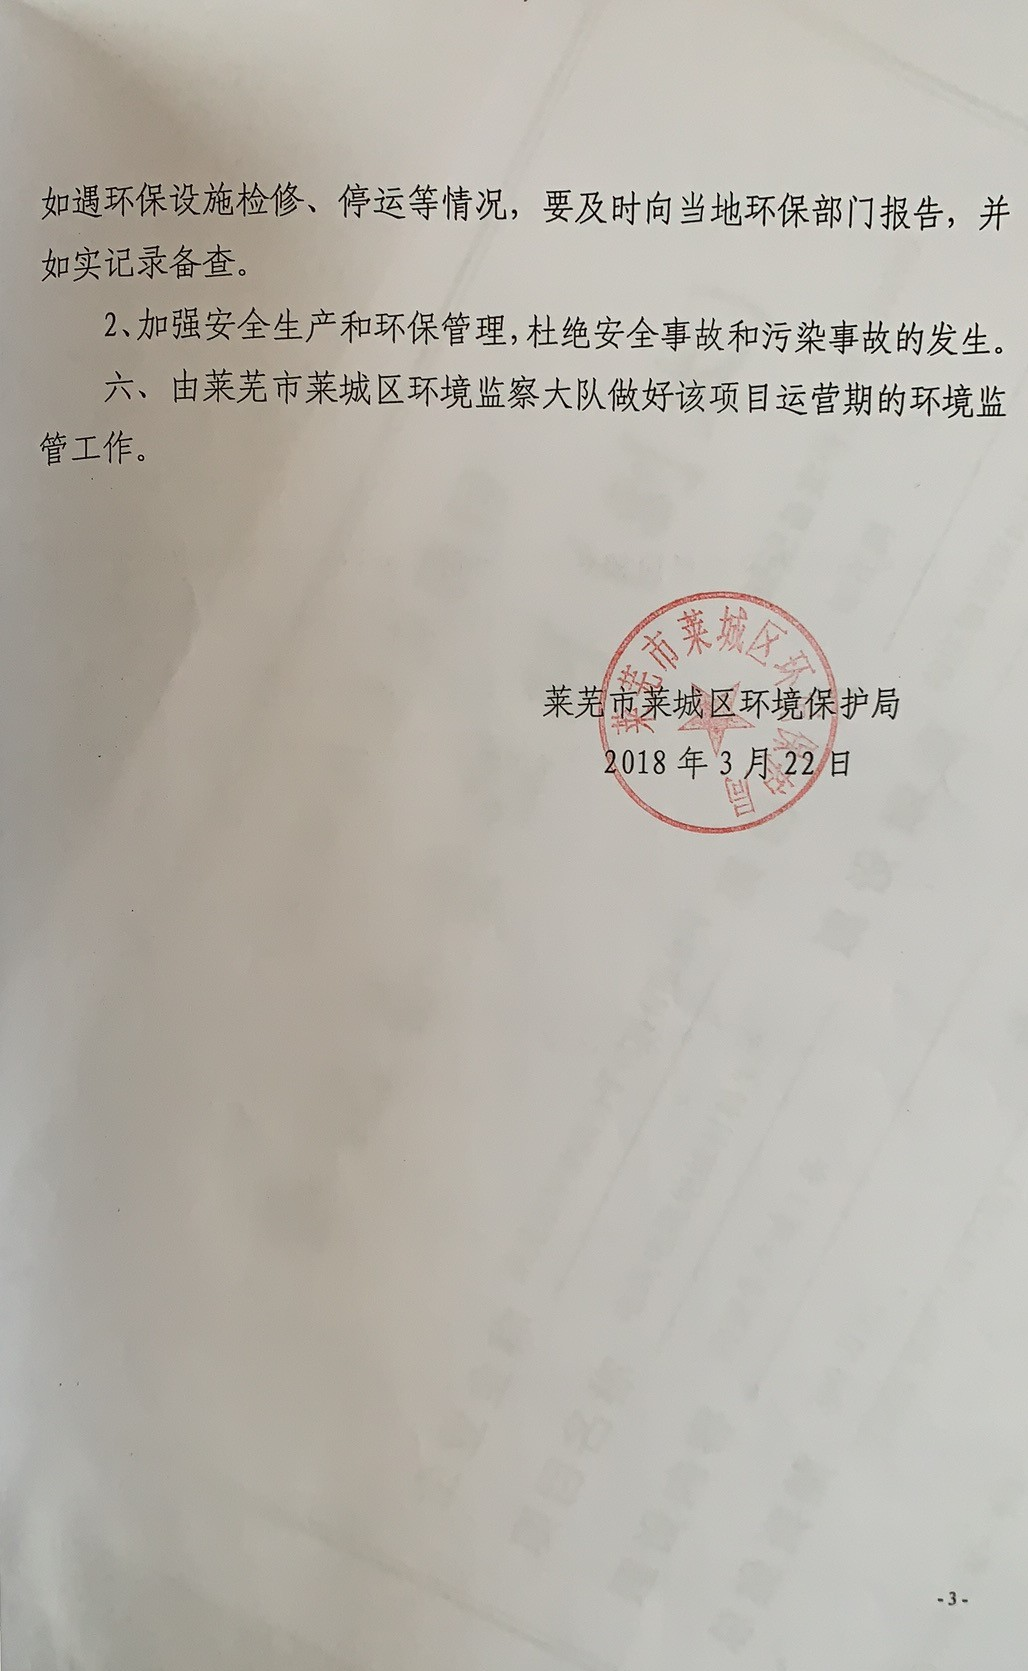 如遇环保设施检修、停运等情况，要及时向当地环保部门报告，并
如实记录备查。
2、加强安全生产和环保管理，杜绝安全事故和污染事故的发生。
六、由莱芜市莱城区环境监察大队做好该项目运营期的环境监
管工作。
莱芜市莱城区环境保护局
莱芜市莱城区环境保护局
2018年3月22日
-3-